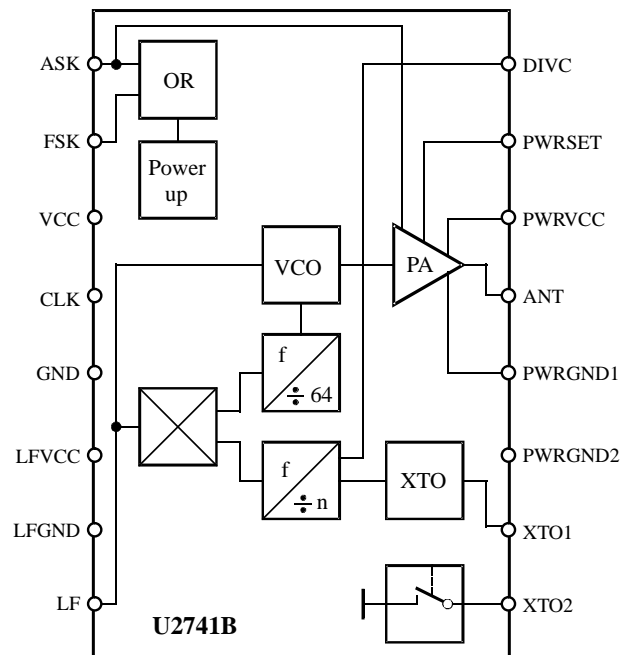 ASK
OR
DIVC
FSK
Power
up
PWRSET
VCC
PWRVCC
VCO
PA
CLK
ANT
GND
f
÷ 64
PWRGND1
LFVCC
f
÷ n
XTO
PWRGND2
LFGND
XTO1
LF
U2741B
XTO2